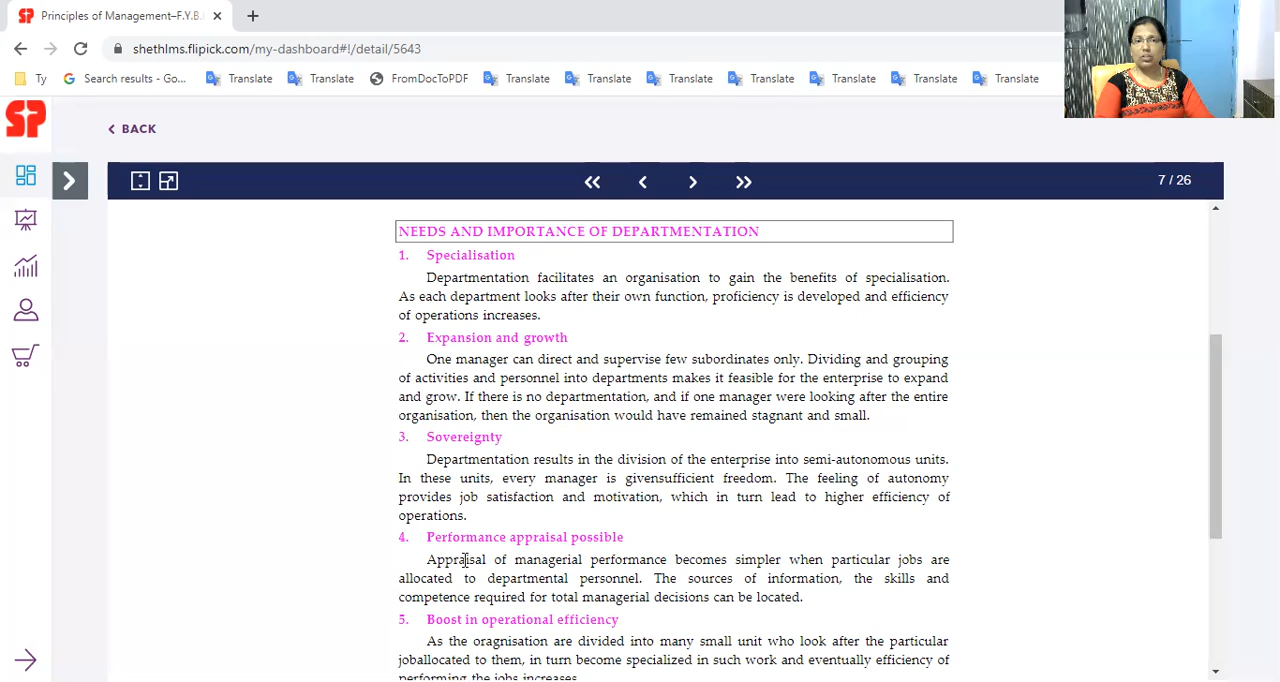 Principles of Management–F.Y.B.
shethlms.flipick.com/my-dashboard#!/detail/5643
Ty
Search results - Go...
Translate
Translate
FromDocToPDF
Translate
Translate
Translate
Translate
Translate
Translate
Translate
SP
BACK
7 / 26
NEEDS AND IMPORTANCE OF DEPARTMENTATION
1. Specialisation
Departmentation facilitates an organisation to gain the benefits of specialisation.
As each department looks after their own function, proficiency is developed and efficiency
of operations increases.
2. Expansion and growth
One manager can direct and supervise few subordinates only. Dividing and grouping
of activities and personnel into departments makes it feasible for the enterprise to expand
and grow. If there is no departmentation, and if one manager were looking after the entire
organisation, then the organisation would have remained stagnant and small.
3. Sovereignty
Departmentation results in the division of the enterprise into semi-autonomous units.
In these units, every manager is givensufficient freedom. The feeling of autonomy
provides job satisfaction and motivation, which in turn lead to higher efficiency of
operations.
4. Performance appraisal possible
Appraisal of managerial performance becomes simpler when particular jobs are
allocated to departmental personnel. The sources of information, the skills and
competence required for total managerial decisions can be located.
5. Boost in operational efficiency
As the oragnisation are divided into many small unit who look after the particular
joballocated to them, in turn become specialized in such work and eventually efficiency of
performing the jobs increases.